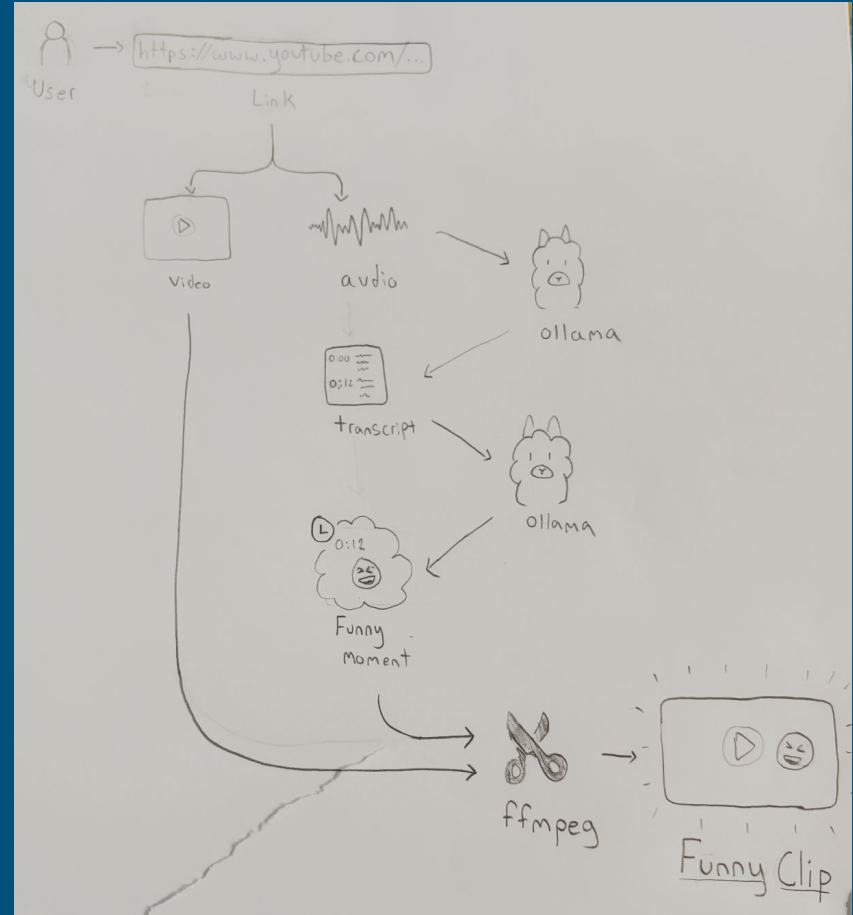 https://www.youtube.com/...
User
Link
Video
audio
ollama
0:00
0:12
transcript
ollama
L
0:12
Funny
Moment
ffmpeg
Funny Clip